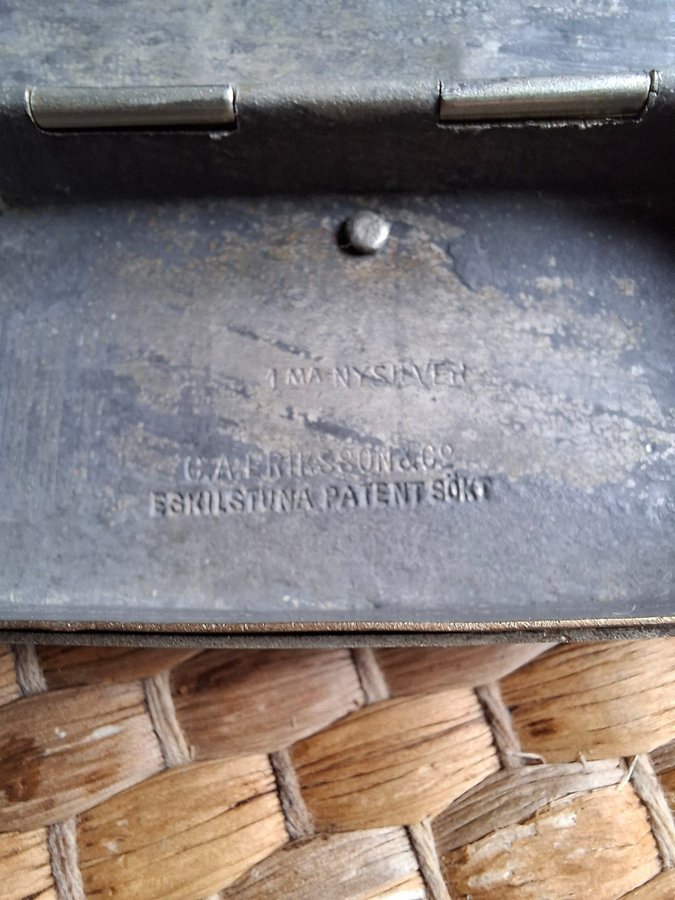 1MA NYSILVER
C.A. ERIKSSON & Co
ESKILSTUNA PATENT SÖKT